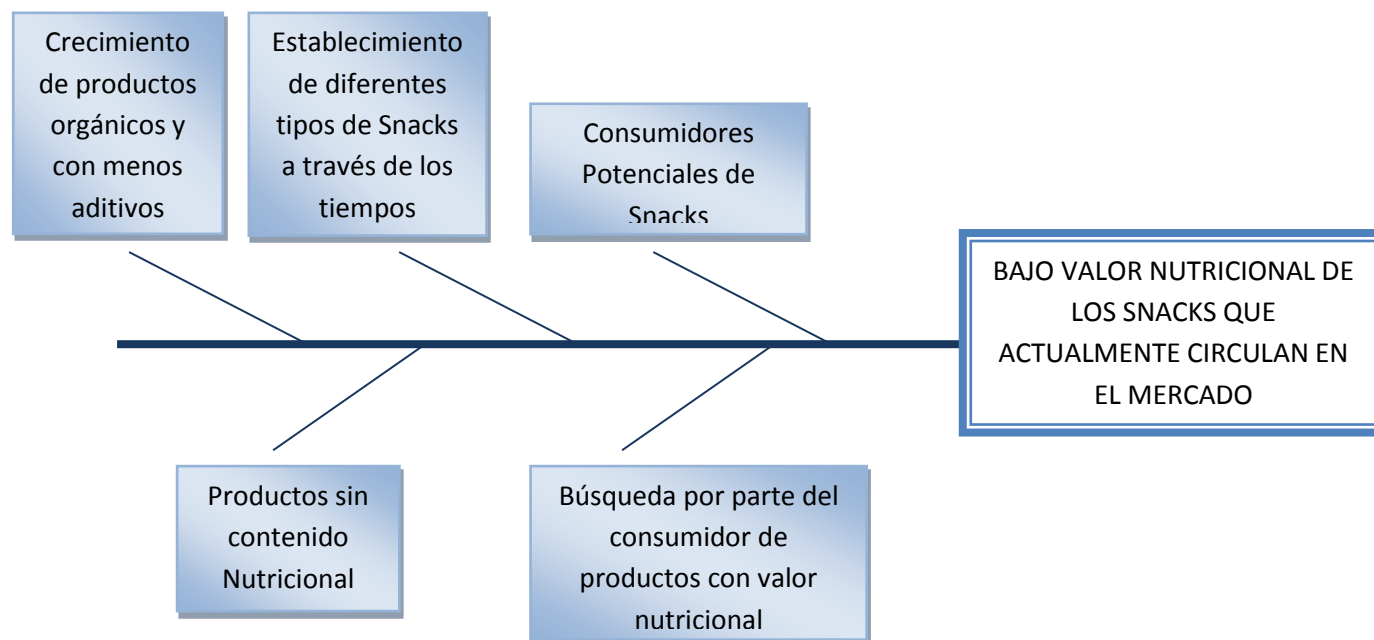 Crecimiento
de productos
orgánicos y
con menos
aditivos
Establecimiento
de diferentes
tipos de Snacks
a través de los
tiempos
Consumidores
Potenciales de
Snacks
BAJO VALOR NUTRICIONAL DE
LOS SNACKS QUE
ACTUALMENTE CIRCULAN EN
EL MERCADO
Productos sin
contenido
Nutricional
Búsqueda por parte del
consumidor de
productos con valor
nutricional